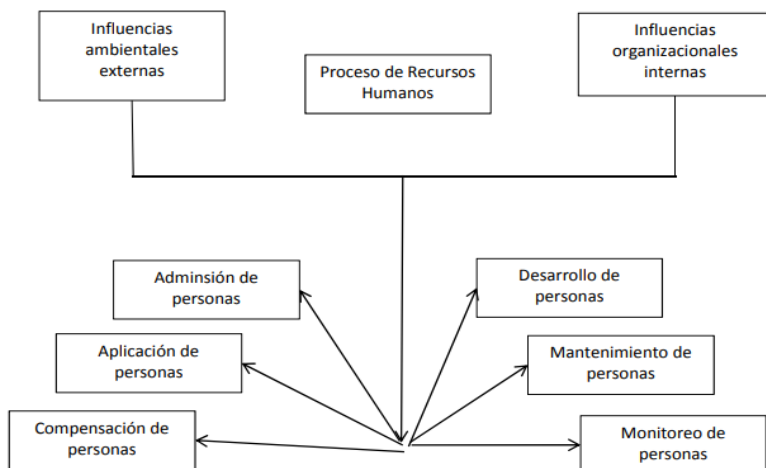 Influencias
ambientales
externas
Proceso de Recursos
Humanos
Influencias
organizacionales
internas
Adminsión de
personas
Desarrollo de
personas
Aplicación de
personas
Mantenimiento de
personas
Compensación de
personas
Monitoreo de
personas